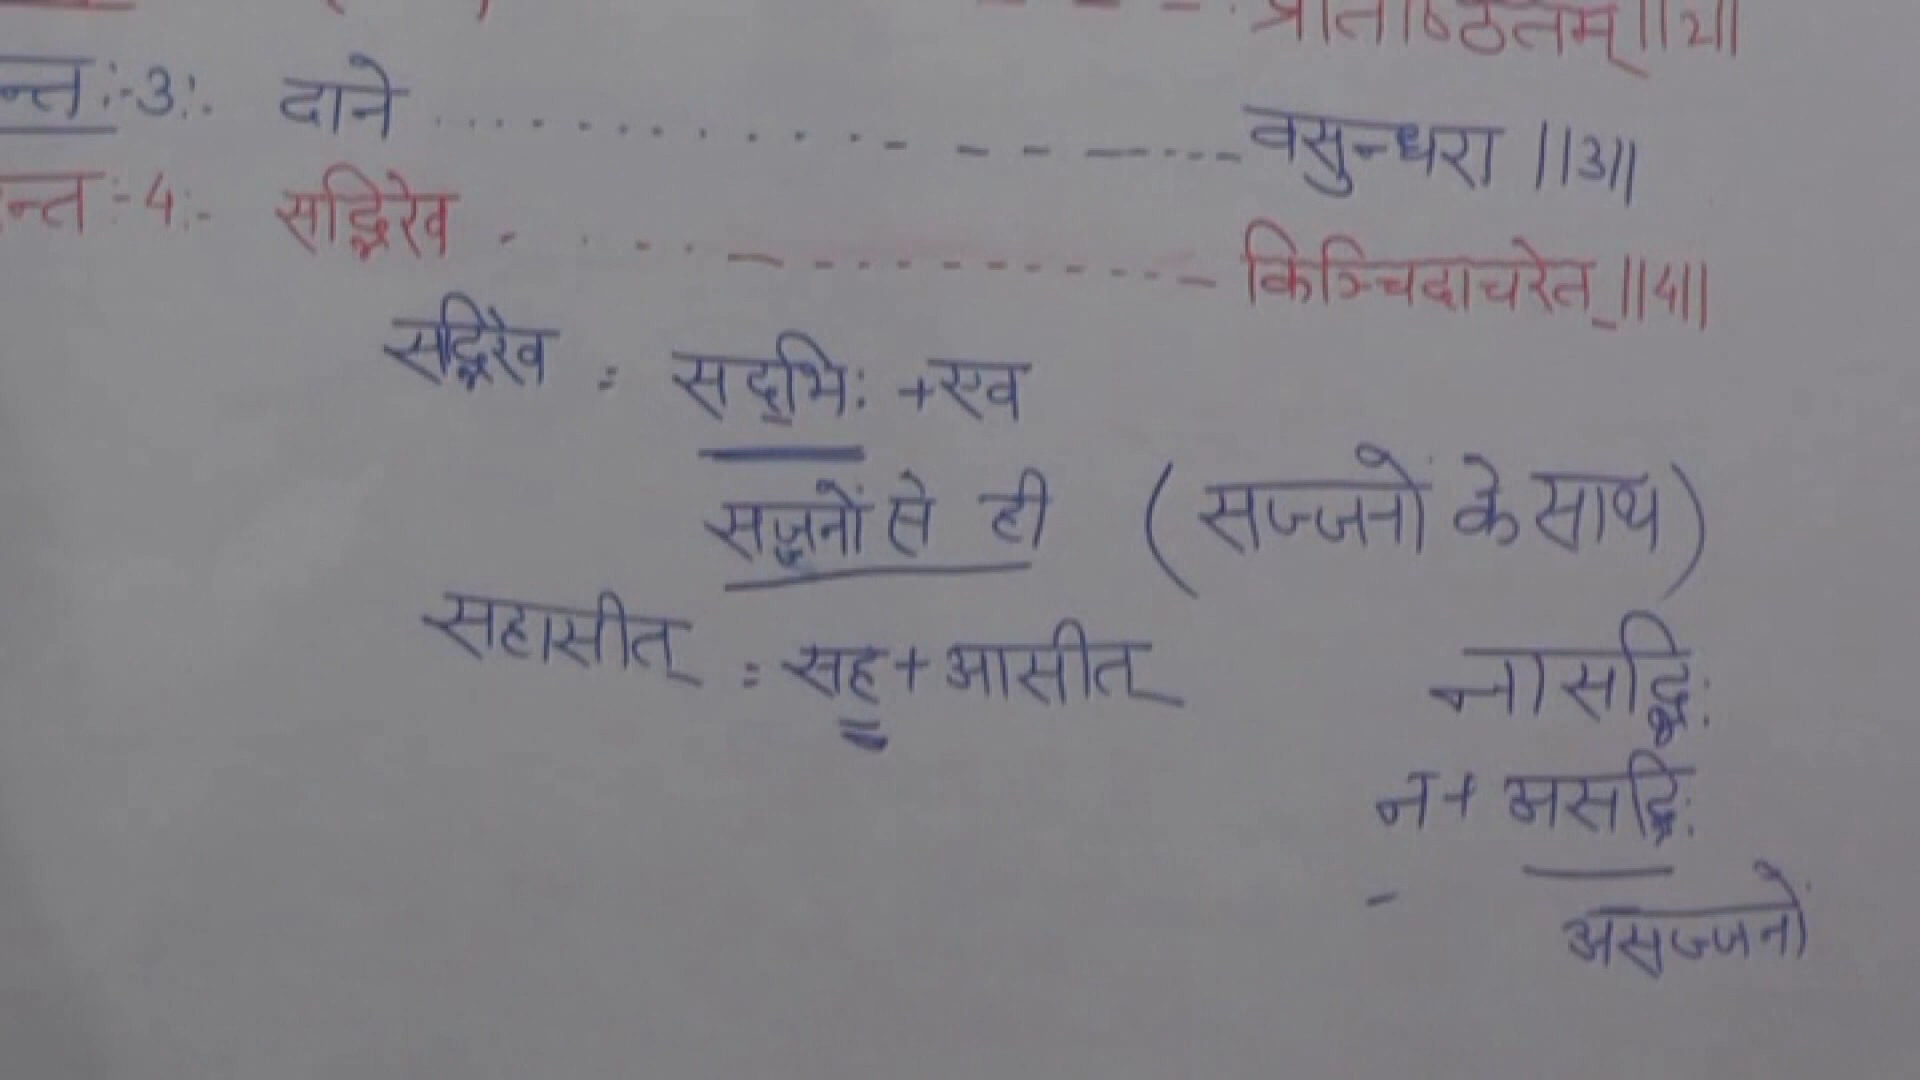 प्रतिष्ठितम्॥2॥
न्त:-3:- दाने .................. वसुन्धरा ॥3॥
न्त:-4:- सद्भिरेव .................. किञ्चिदाचरेत् ॥4॥
सद्भिरेव = सद्भिः + एव
सज्जनों से ही (सज्जनों के साथ)
सहासीत् = सह + आसीत्
नासद्भिः
न + असद्भिः
- असज्जनों